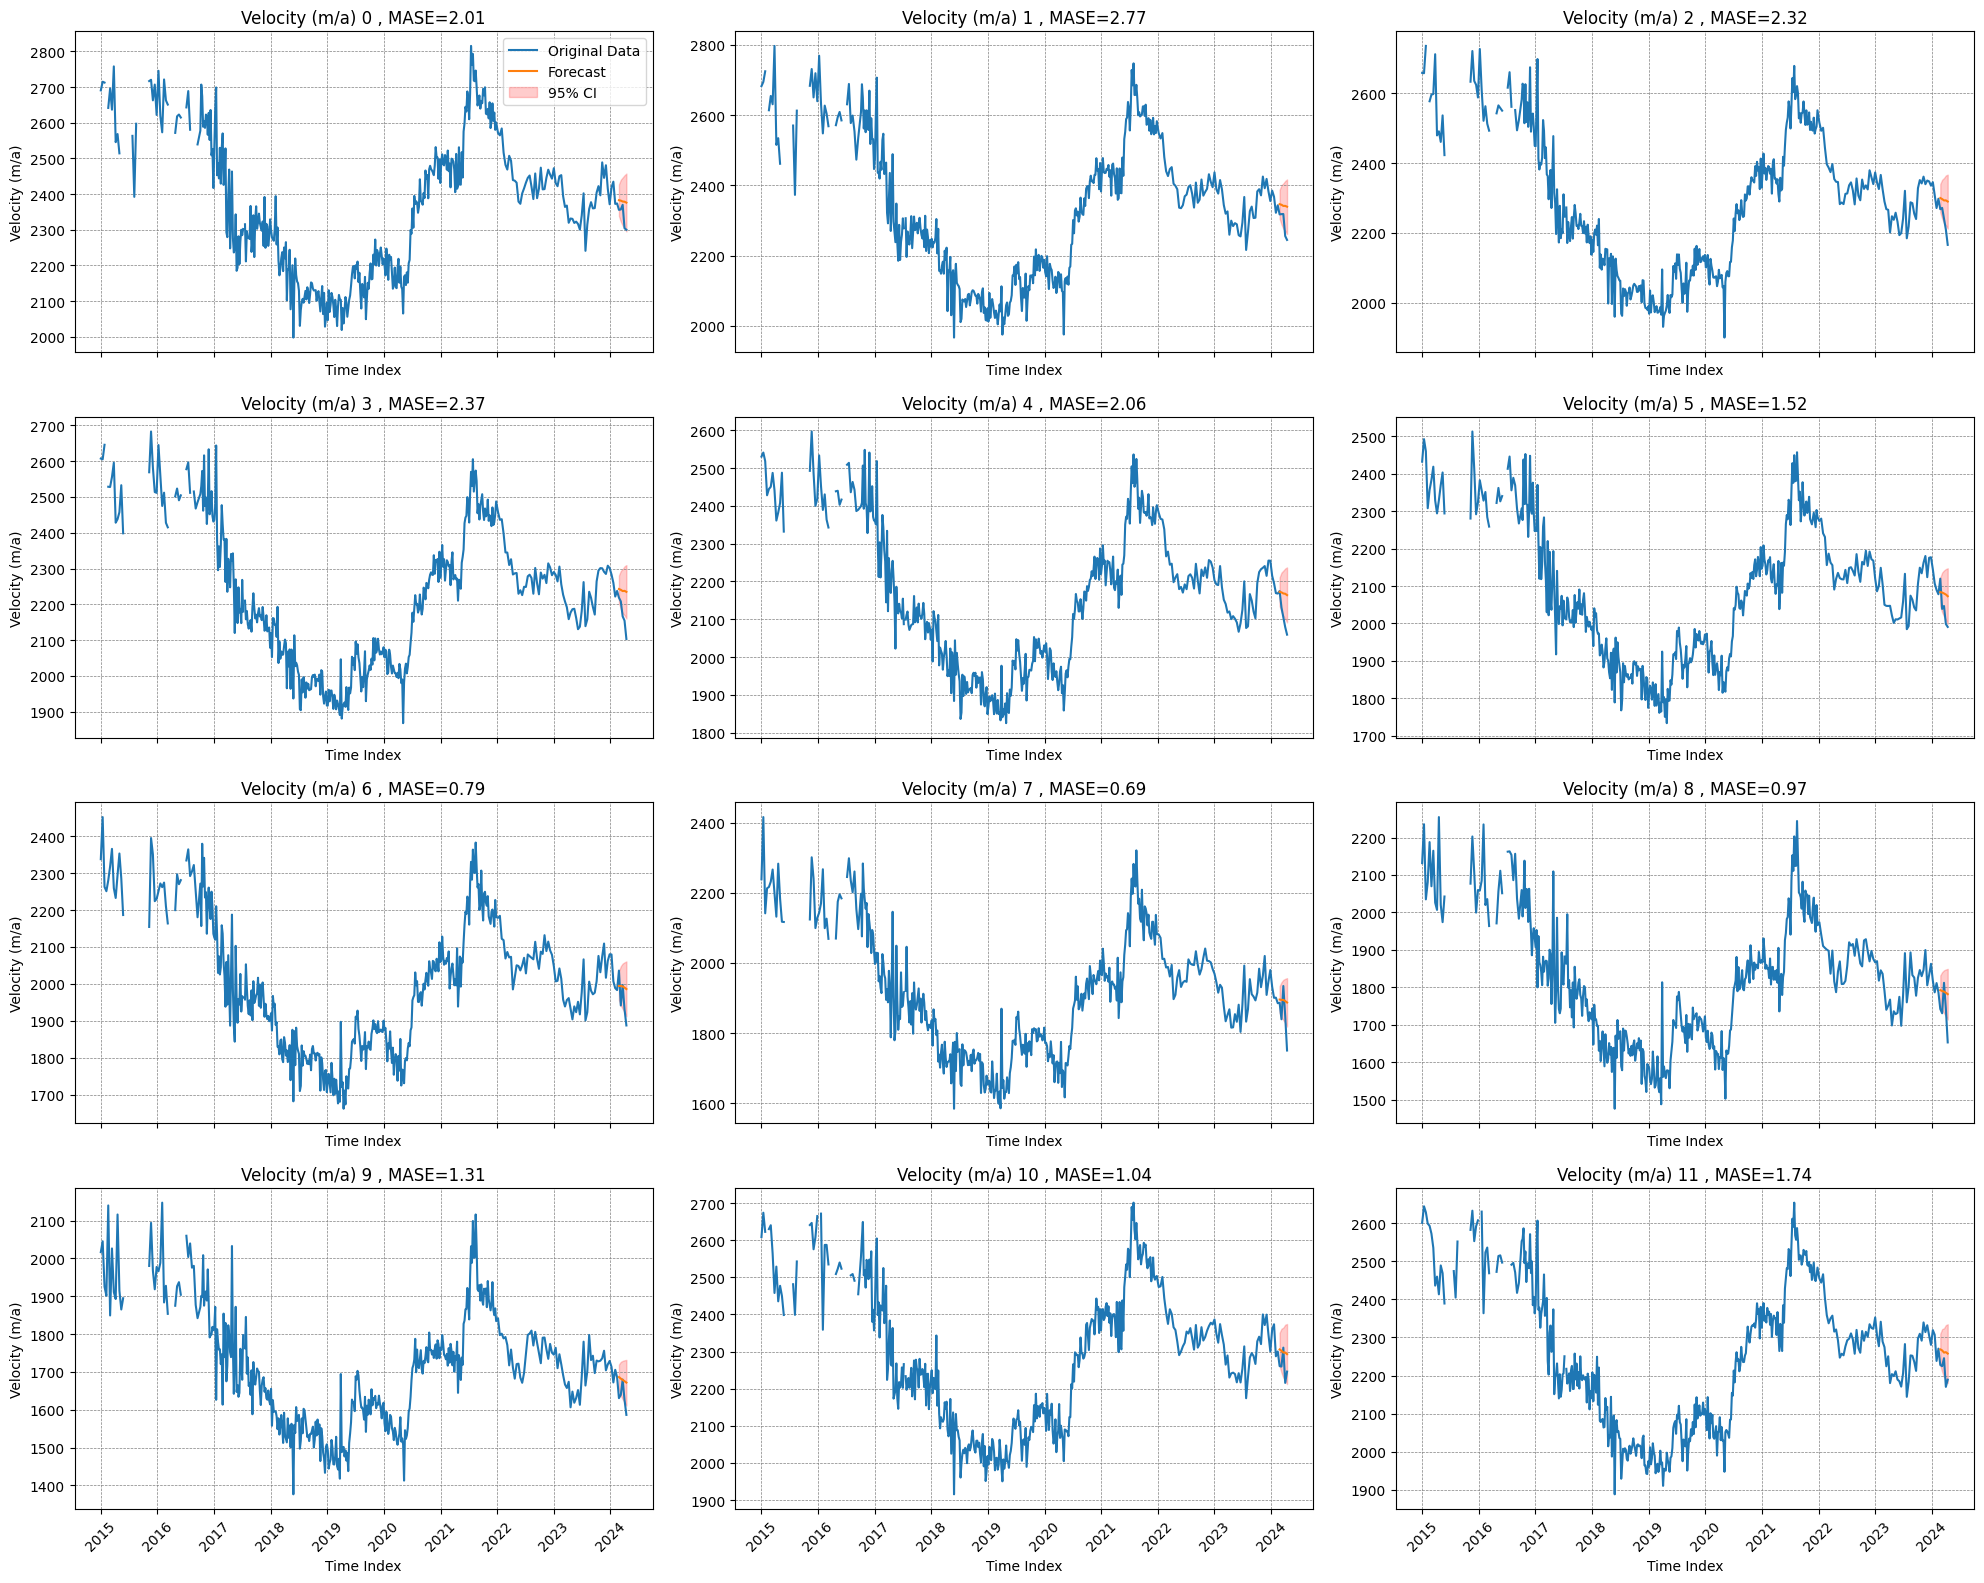 Velocity (m/a) 0 , MASE=2.01
Velocity (m/a) 1 , MASE=2.77
Velocity (m/a) 2 , MASE=2.32
Original Data
Forecast
95% CI
Velocity (m/a)
2800
2700
2600
2500
2400
2300
2200
2100
2000
Time Index
Velocity (m/a)
2800
2600
2400
2200
2000
Time Index
Velocity (m/a)
2600
2400
2200
2000
Time Index
Velocity (m/a) 3 , MASE=2.37
Velocity (m/a) 4 , MASE=2.06
Velocity (m/a) 5 , MASE=1.52
Velocity (m/a)
2700
2600
2500
2400
2300
2200
2100
2000
1900
Time Index
Velocity (m/a)
2600
2500
2400
2300
2200
2100
2000
1900
1800
Time Index
Velocity (m/a)
2500
2400
2300
2200
2100
2000
1900
1800
1700
Time Index
Velocity (m/a) 6 , MASE=0.79
Velocity (m/a) 7 , MASE=0.69
Velocity (m/a) 8 , MASE=0.97
Velocity (m/a)
2400
2300
2200
2100
2000
1900
1800
1700
Time Index
Velocity (m/a)
2400
2200
2000
1800
1600
Time Index
Velocity (m/a)
2200
2100
2000
1900
1800
1700
1600
1500
Time Index
Velocity (m/a) 9 , MASE=1.31
Velocity (m/a) 10 , MASE=1.04
Velocity (m/a) 11 , MASE=1.74
Velocity (m/a)
2100
2000
1900
1800
1700
1600
1500
1400
2015 2016 2017 2018 2019 2020 2021 2022 2023 2024
Time Index
Velocity (m/a)
2700
2600
2500
2400
2300
2200
2100
2000
1900
2015 2016 2017 2018 2019 2020 2021 2022 2023 2024
Time Index
Velocity (m/a)
2600
2500
2400
2300
2200
2100
2000
1900
2015 2016 2017 2018 2019 2020 2021 2022 2023 2024
Time Index